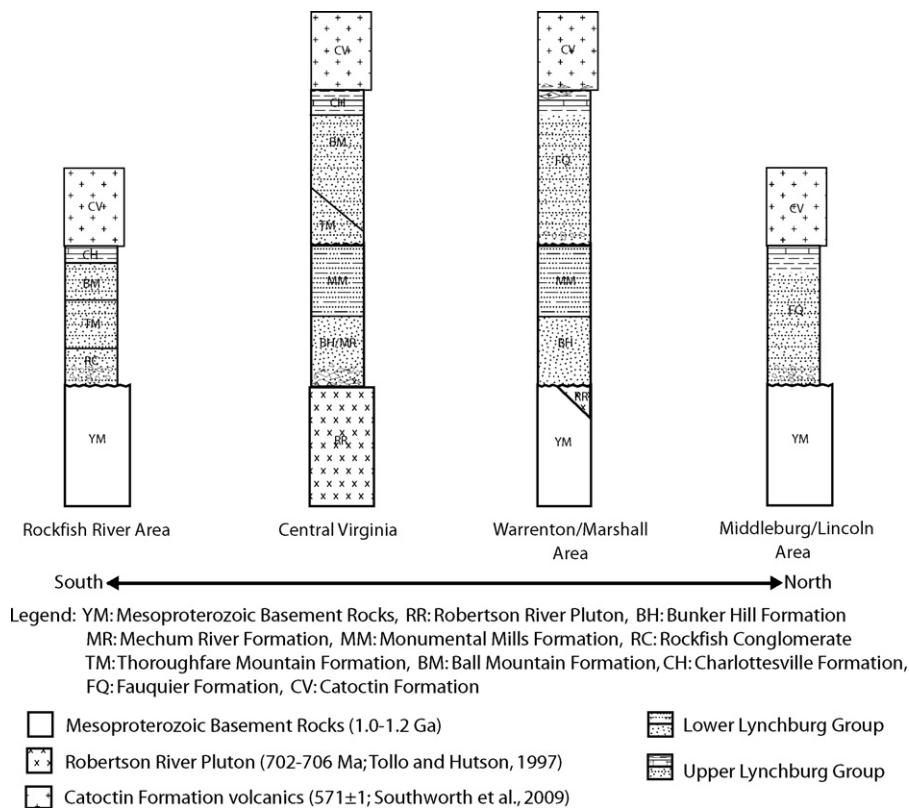 CV
CV
CH
BM
FQ
CV
CV
TM
CH
BM
MM
MM
FQ
TM
BH/MR
BH
RC
RR
YM
RR
YM
YM
Rockfish River Area
Central Virginia
Warrenton/Marshall
Area
Middleburg/Lincoln
Area
South
North
Legend: YM: Mesoproterozoic Basement Rocks, RR: Robertson River Pluton, BH: Bunker Hill Formation
MR: Mechum River Formation, MM: Monumental Mills Formation, RC: Rockfish Conglomerate
TM: Thoroughfare Mountain Formation, BM: Ball Mountain Formation, CH: Charlottesville Formation,
FQ: Fauquier Formation, CV: Catoctin Formation
Mesoproterozoic Basement Rocks (1.0-1.2 Ga)
Lower Lynchburg Group
Robertson River Pluton (702-706 Ma; Tollo and Hutson, 1997)
Upper Lynchburg Group
Catoctin Formation volcanics (571±1; Southworth et al., 2009)